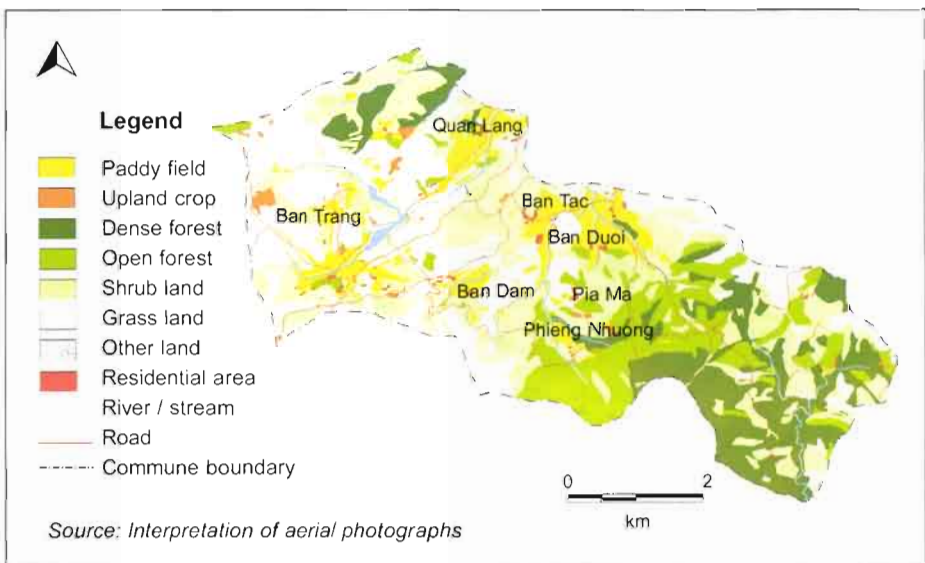 Legend
Paddy field
Upland crop
Dense forest
Open forest
Shrub land
Grass land
Other land
Residential area
River / stream
Road
Commune boundary
Quan Lang
Ban Trang
Ban Tac
Ban Duoi
Ban Dam
Pia Ma
Phieng Nhuong
0 2
km
Source: Interpretation of aerial photographs